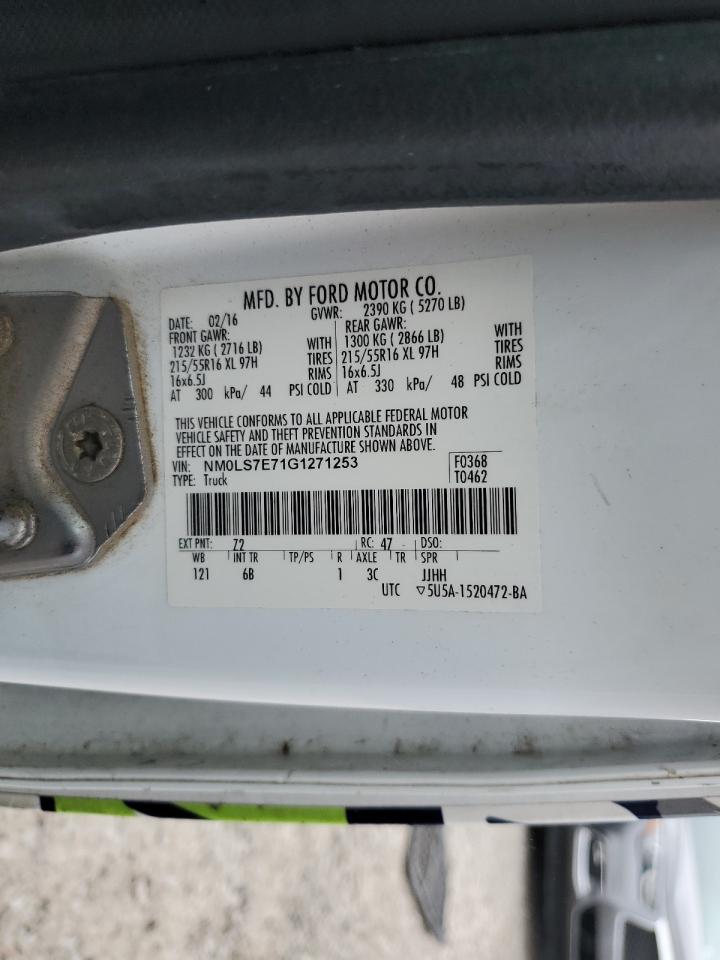 MFD. BY FORD MOTOR CO.
DATE: 02/16 GVWR: 2390 KG ( 5270 LB)
FRONT GAWR: REAR GAWR:
1232 KG ( 2716 LB) WITH 1300 KG ( 2866 LB) WITH
215/55R16 XL 97H TIRES 215/55R16 XL 97H TIRES
16x6.5J RIMS 16x6.5J RIMS
AT 300 kPa/ 44 PSI COLD AT 330 kPa/ 48 PSI COLD
THIS VEHICLE CONFORMS TO ALL APPLICABLE FEDERAL MOTOR
VEHICLE SAFETY AND THEFT PREVENTION STANDARDS IN
EFFECT ON THE DATE OF MANUFACTURE SHOWN ABOVE.
VIN: NM0LS7E71G1271253 F0368
TYPE: Truck T0462
EXT PNT: Z2 RC: 47 DSO:
WB INT TR TP/PS R AXLE TR SPR
121 6B 1 3C JJHH
UTC ▽5U5A-1520472-BA